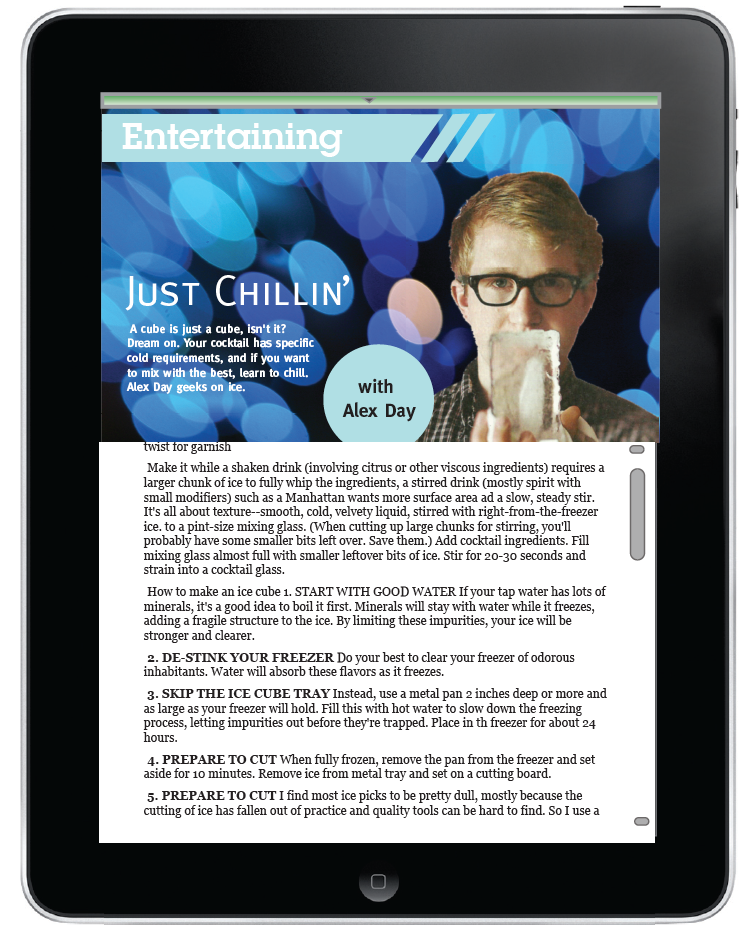 Entertaining
JUST CHILLIN'
A cube is just a cube, isn't it?
Dream on. Your cocktail has specific
cold requirements, and if you want
to mix with the best, learn to chill.
Alex Day geeks on ice.
with
Alex Day
twist for garnish
Make it while a shaken drink (involving citrus or other viscous ingredients) requires a
larger chunk of ice to fully whip the ingredients, a stirred drink (mostly spirit with
small modifiers) such as a Manhattan wants more surface area ad a slow, steady stir.
It's all about texture--smooth, cold, velvety liquid, stirred with right-from-the-freezer
ice. to a pint-size mixing glass. (When cutting up large chunks for stirring, you'll
probably have some smaller bits left over. Save them.) Add cocktail ingredients. Fill
mixing glass almost full with smaller leftover bits of ice. Stir for 20-30 seconds and
strain into a cocktail glass.
How to make an ice cube 1. START WITH GOOD WATER If your tap water has lots of
minerals, it's a good idea to boil it first. Minerals will stay with water while it freezes,
adding a fragile structure to the ice. By limiting these impurities, your ice will be
stronger and clearer.
2. DE-STINK YOUR FREEZER Do your best to clear your freezer of odorous
inhabitants. Water will absorb these flavors as it freezes.
3. SKIP THE ICE CUBE TRAY Instead, use a metal pan 2 inches deep or more and
as large as your freezer will hold. Fill this with hot water to slow down the freezing
process, letting impurities out before they're trapped. Place in th freezer for about 24
hours.
4. PREPARE TO CUT When fully frozen, remove the pan from the freezer and set
aside for 10 minutes. Remove ice from metal tray and set on a cutting board.
5. PREPARE TO CUT I find most ice picks to be pretty dull, mostly because the
cutting of ice has fallen out of practice and quality tools can be hard to find. So I use a